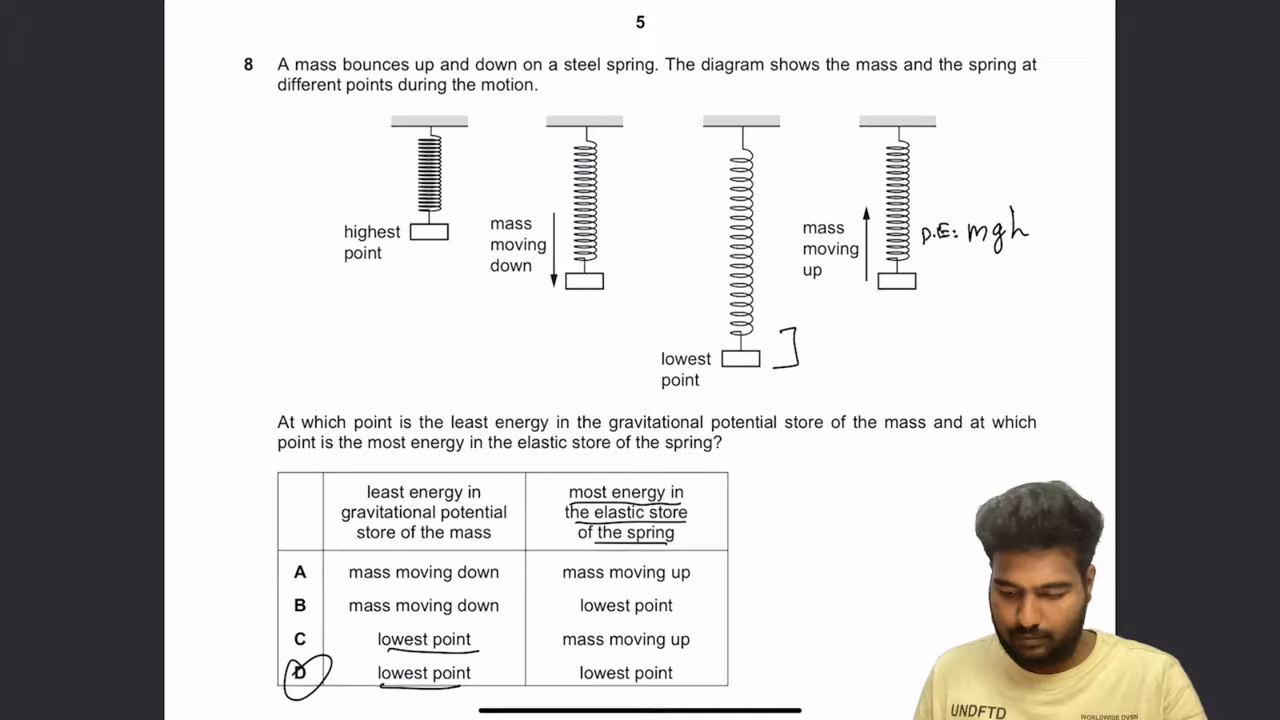 5
8 A mass bounces up and down on a steel spring. The diagram shows the mass and the spring at
different points during the motion.
highest
point
mass
moving
down
lowest
point
mass
moving
up
P.E: mgh
At which point is the least energy in the gravitational potential store of the mass and at which
point is the most energy in the elastic store of the spring?
least energy in
gravitational potential
store of the mass
most energy in
the elastic store
of the spring
A mass moving down mass moving up
B mass moving down lowest point
C lowest point mass moving up
D lowest point lowest point
UNDFTD
WORLDWIDE DVSN